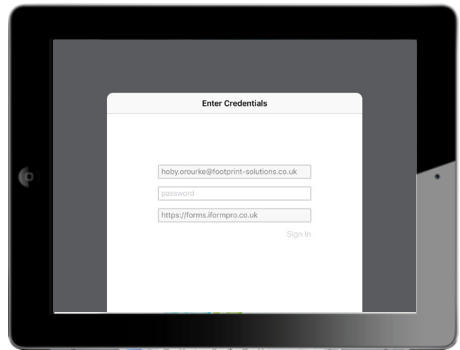 Enter Credentials
hoby.orourke@footprint-solutions.co.uk
password
https://forms.iformpro.co.uk
Sign In